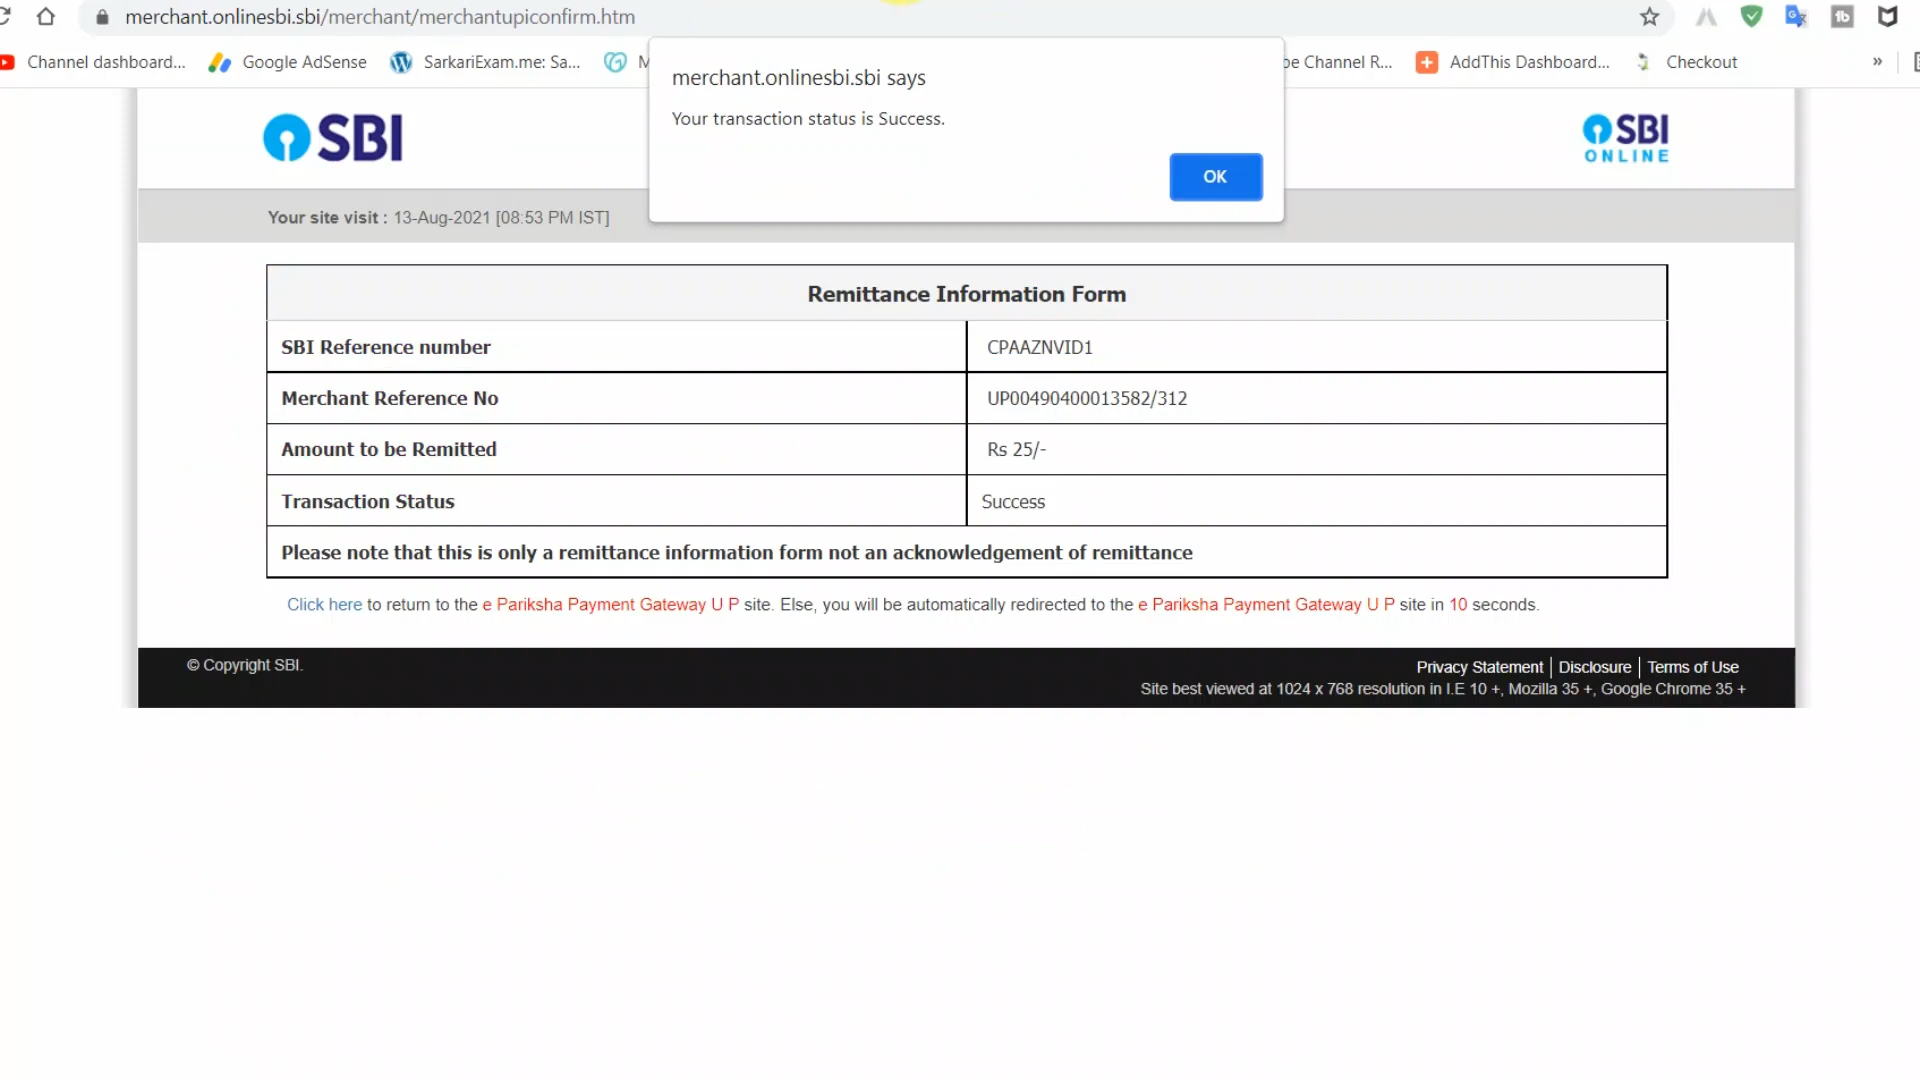 merchant.onlinesbi.sbi/merchant/merchantupiconfirm.htm
Channel dashboard... Google AdSense SarkariExam.me: Sa... M be Channel R... AddThis Dashboard... Checkout »
merchant.onlinesbi.sbi says
Your transaction status is Success.
OK
SBI
SBI
ONLINE
Your site visit : 13-Aug-2021 [08:53 PM IST]
Remittance Information Form
SBI Reference number CPAAZNVID1
Merchant Reference No UP00490400013582/312
Amount to be Remitted Rs 25/-
Transaction Status Success
Please note that this is only a remittance information form not an acknowledgement of remittance
Click here to return to the e Pariksha Payment Gateway U P site. Else, you will be automatically redirected to the e Pariksha Payment Gateway U P site in 10 seconds.
© Copyright SBI.
Privacy Statement | Disclosure | Terms of Use
Site best viewed at 1024 x 768 resolution in I.E 10 +, Mozilla 35 +, Google Chrome 35 +